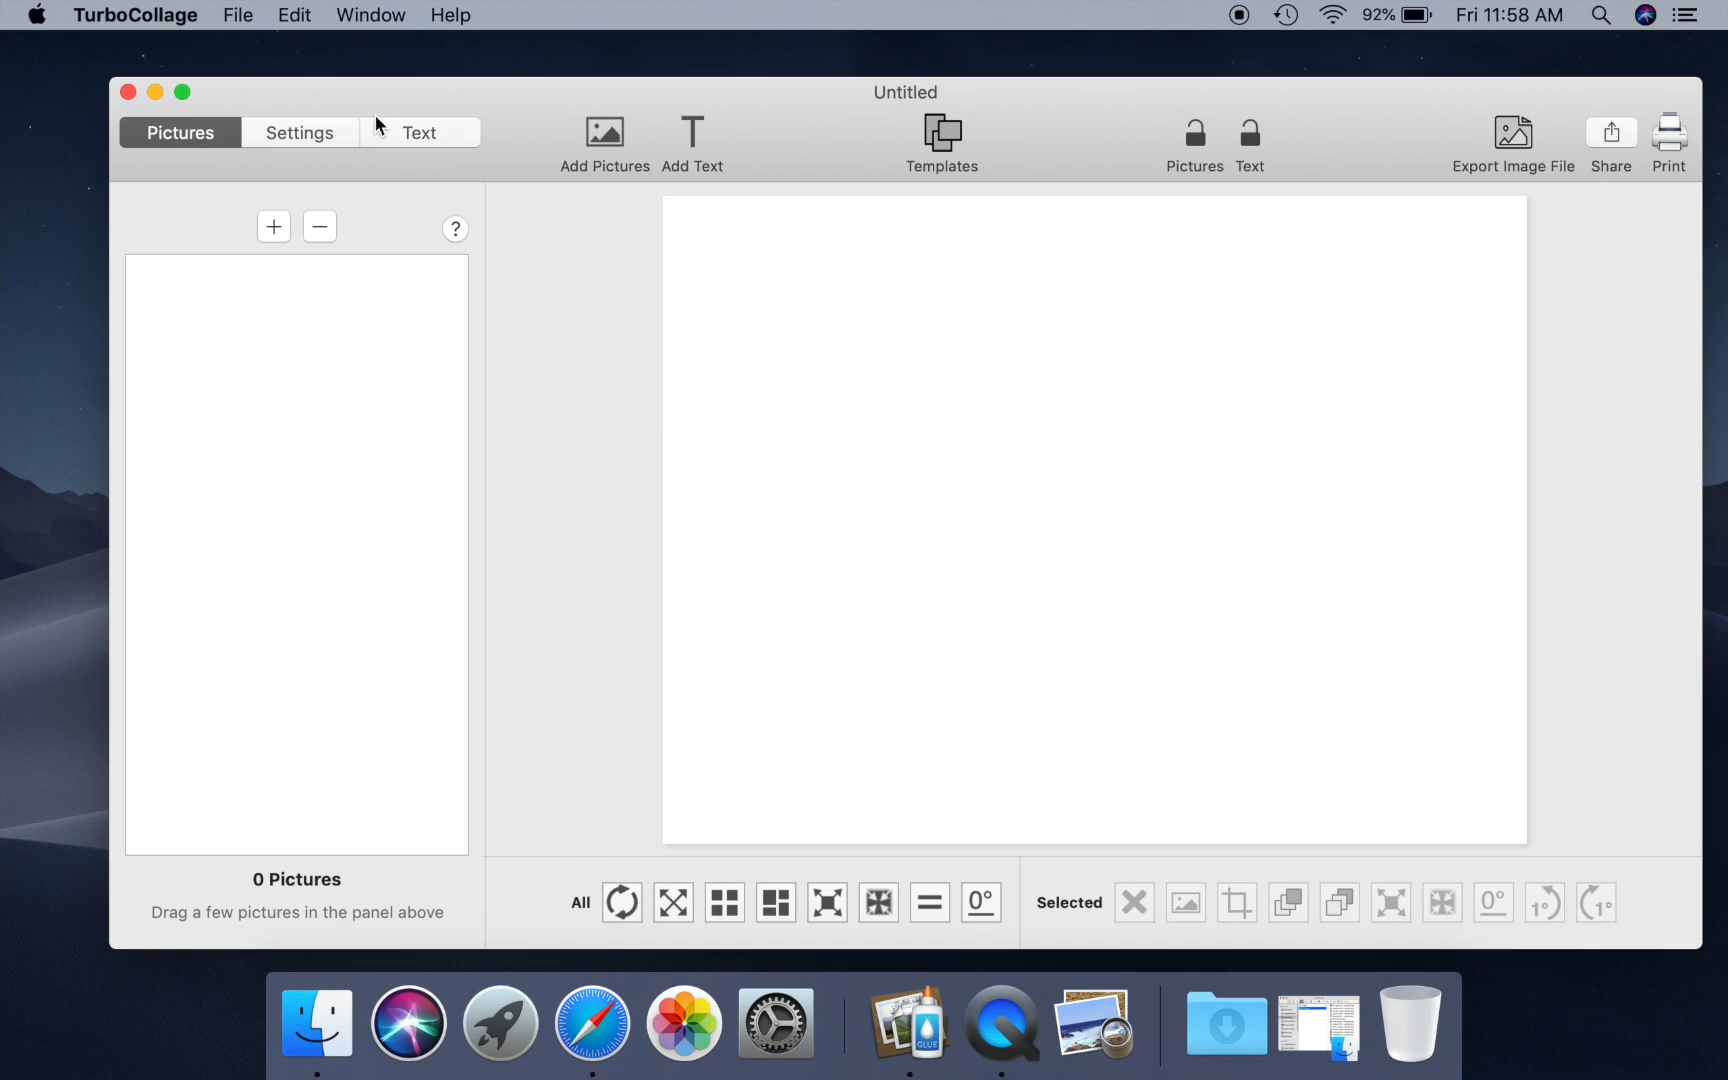 TurboCollage File Edit Window Help 92% Fri 11:58 AM
Untitled
Pictures Settings Text
Add Pictures Add Text Templates Pictures Text Export Image File Share Print
?
0 Pictures
Drag a few pictures in the panel above
All 0° Selected 0° 1° 1°
GLUE